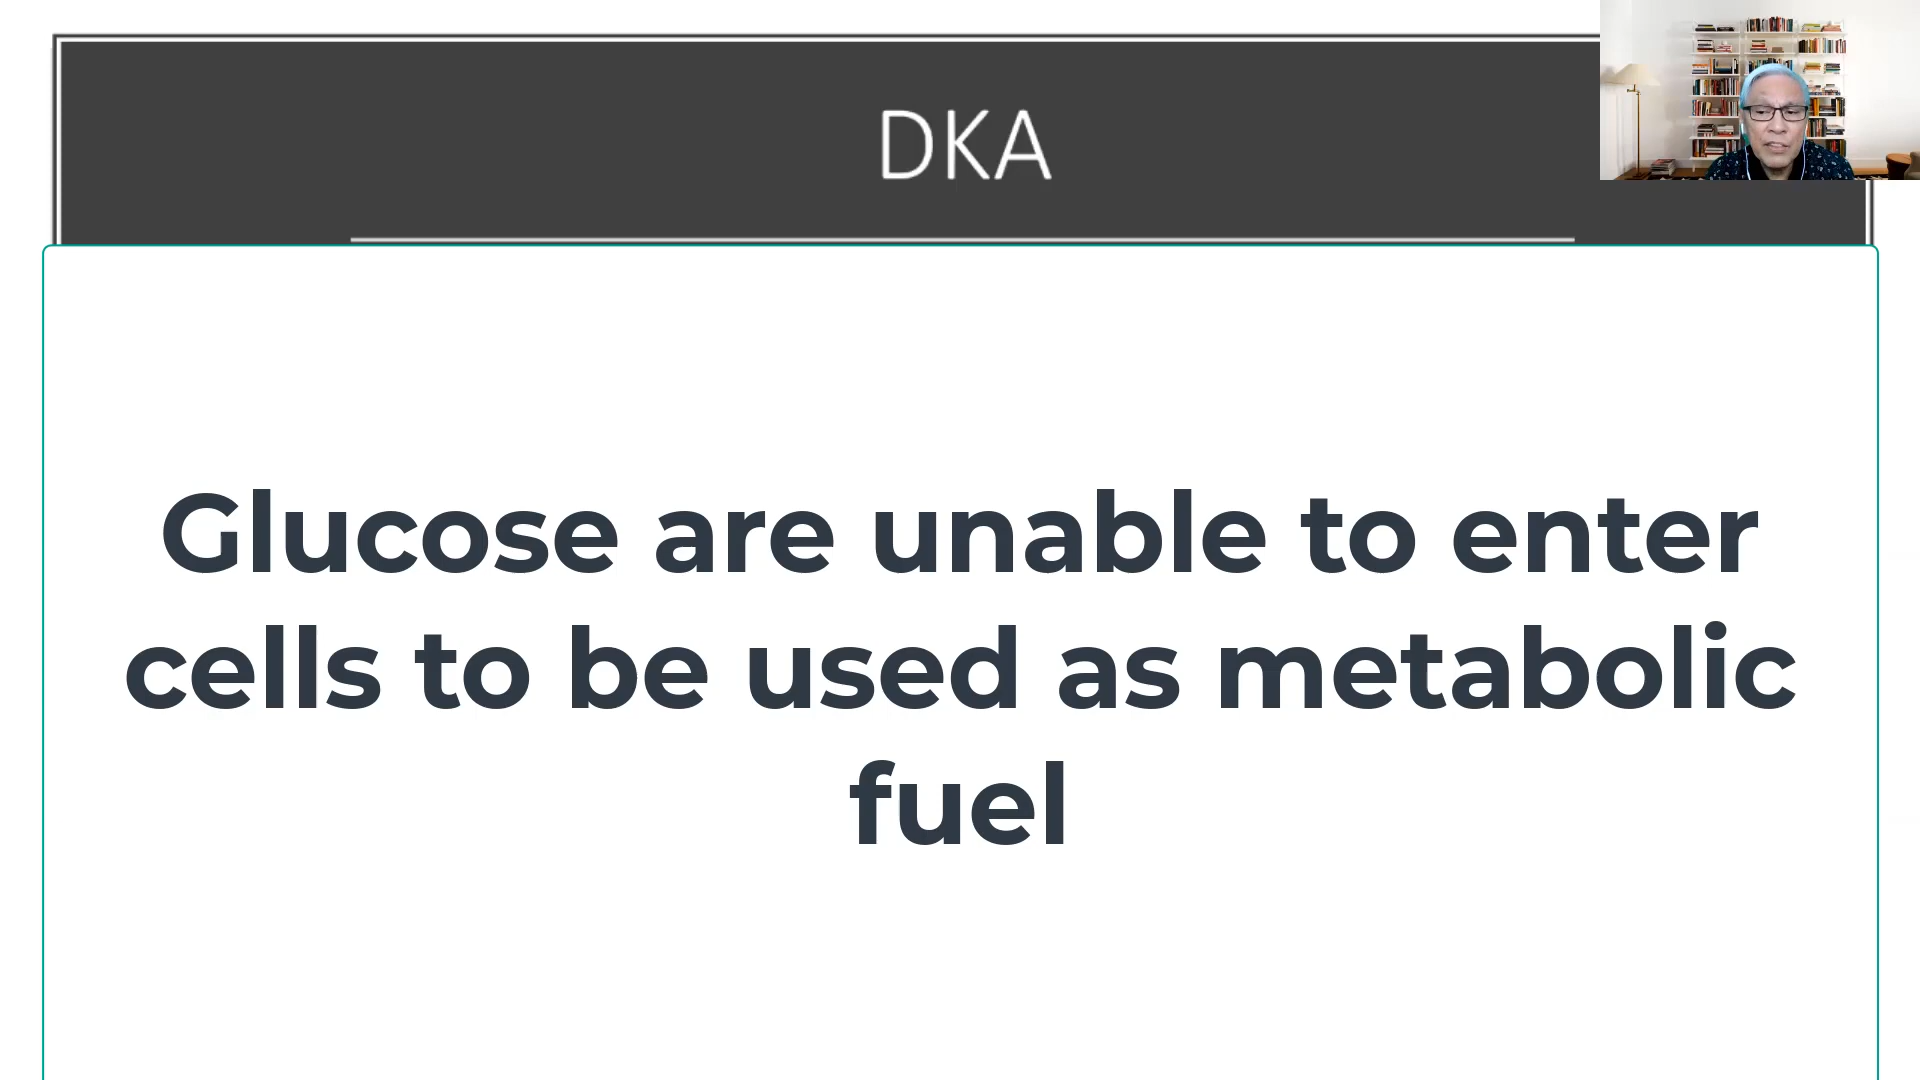 DKA
Glucose are unable to enter
cells to be used as metabolic
fuel